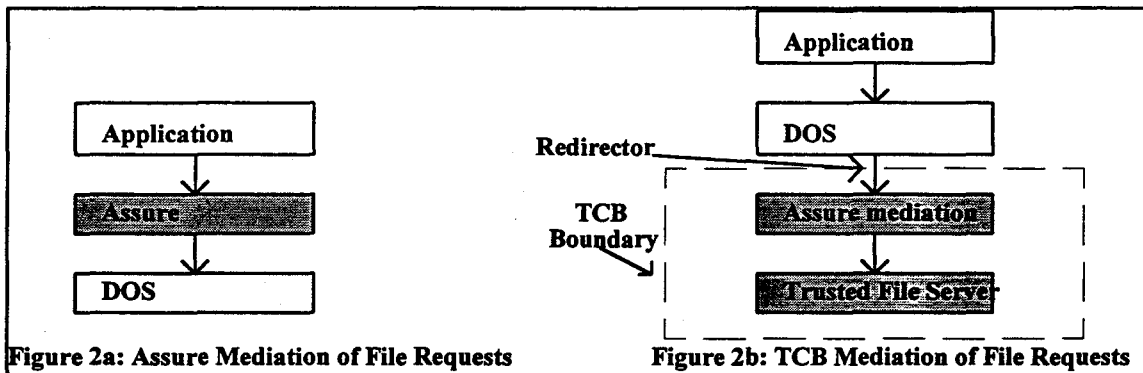 Application
Assure
DOS
Figure 2a: Assure Mediation of File Requests
Application
DOS
Redirector
TCB
Boundary
Assure mediation
Trusted File Server
Figure 2b: TCB Mediation of File Requests